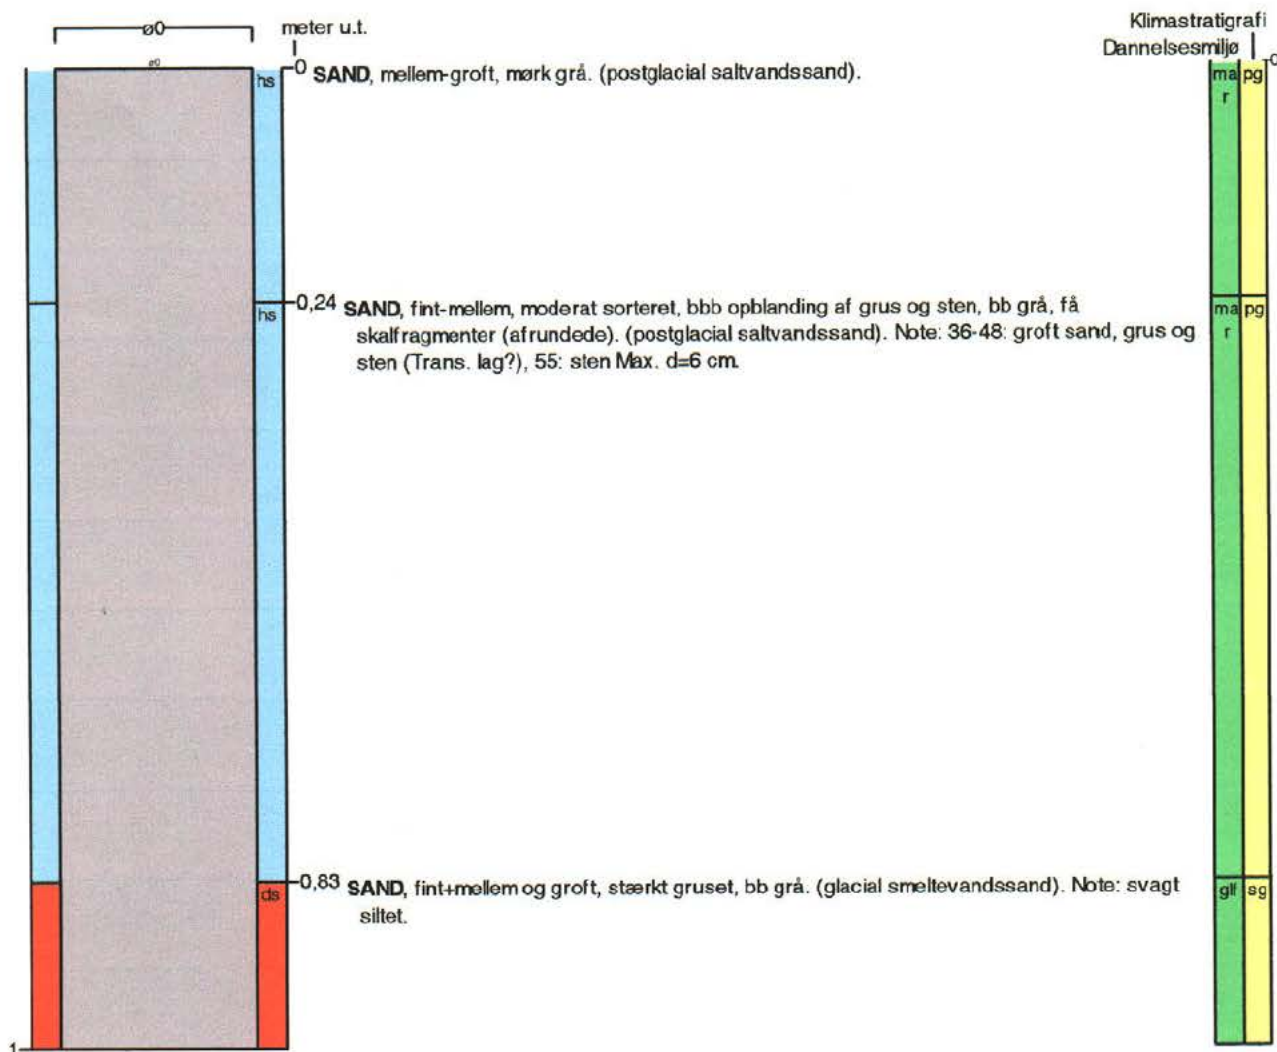 ø0
meter u.t.
Klimastratigrafi
Dannelsesmiljø
ø0
0
0
hs
SAND, mellem-groft, mørk grå. (postglacial saltvandssand).
ma
r
pg
0,24
hs
SAND, fint-mellem, moderat sorteret, bbb opblanding af grus og sten, bb grå, få
skalfragmenter (afrundede). (postglacial saltvandssand). Note: 36-48: groft sand, grus og
sten (Trans. lag?), 55: sten Max. d=6 cm.
ma
r
pg
0,83
ds
SAND, fint+mellem og groft, stærkt gruset, bb grå. (glacial smeltevandssand). Note: svagt
siltet.
glf
sg
1